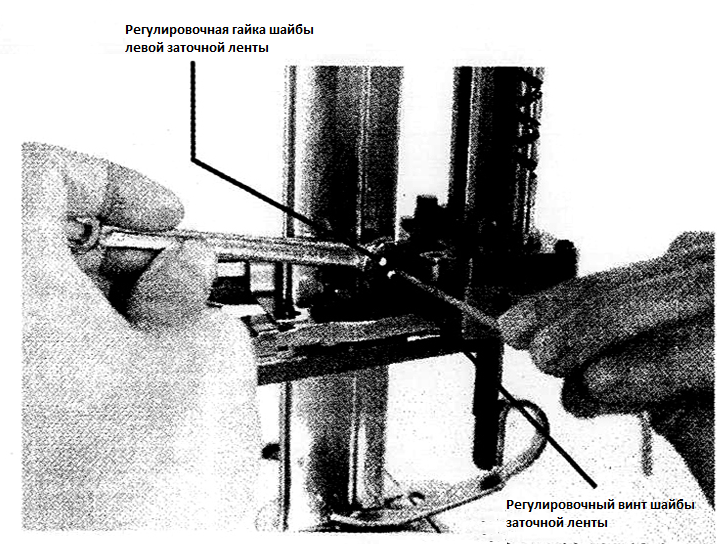 Регулировочная гайка шайбы
левой заточной ленты
Регулировочный винт шайбы
заточной ленты